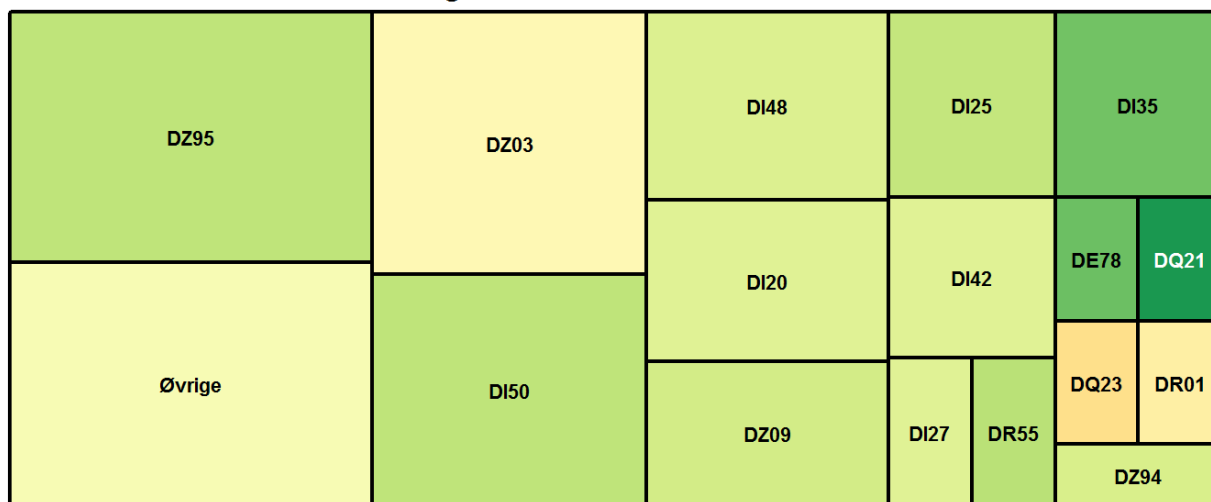 DZ95
Øvrige
DZ03
DI50
DI48
DI20
DZ09
DI25
DI42
DI27
DR55
DI35
DE78
DQ21
DQ23
DR01
DZ94